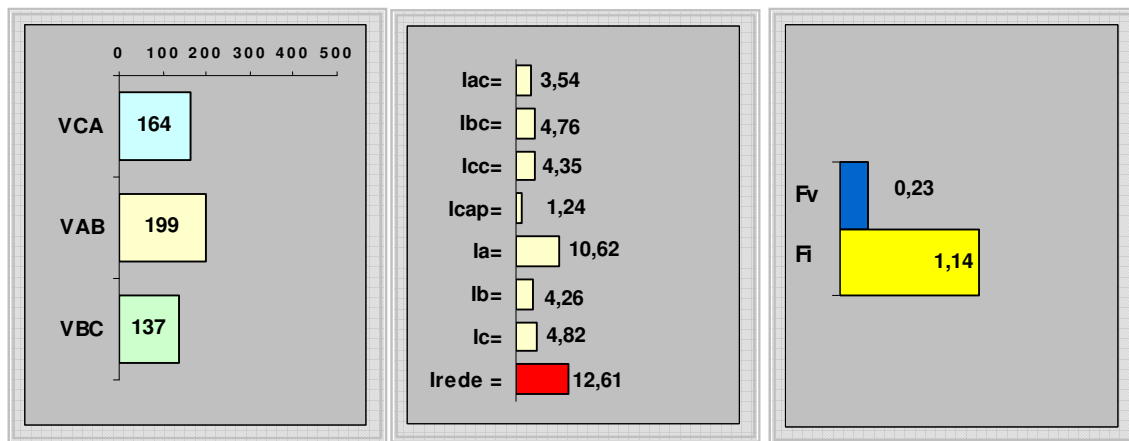 0 100 200 300 400 500
VCA 164
VAB 199
VBC 137
Iac= 3,54
Ibc= 4,76
Icc= 4,35
Icap= 1,24
Ia= 10,62
Ib= 4,26
Ic= 4,82
Irede = 12,61
Fv 0,23
Fi 1,14